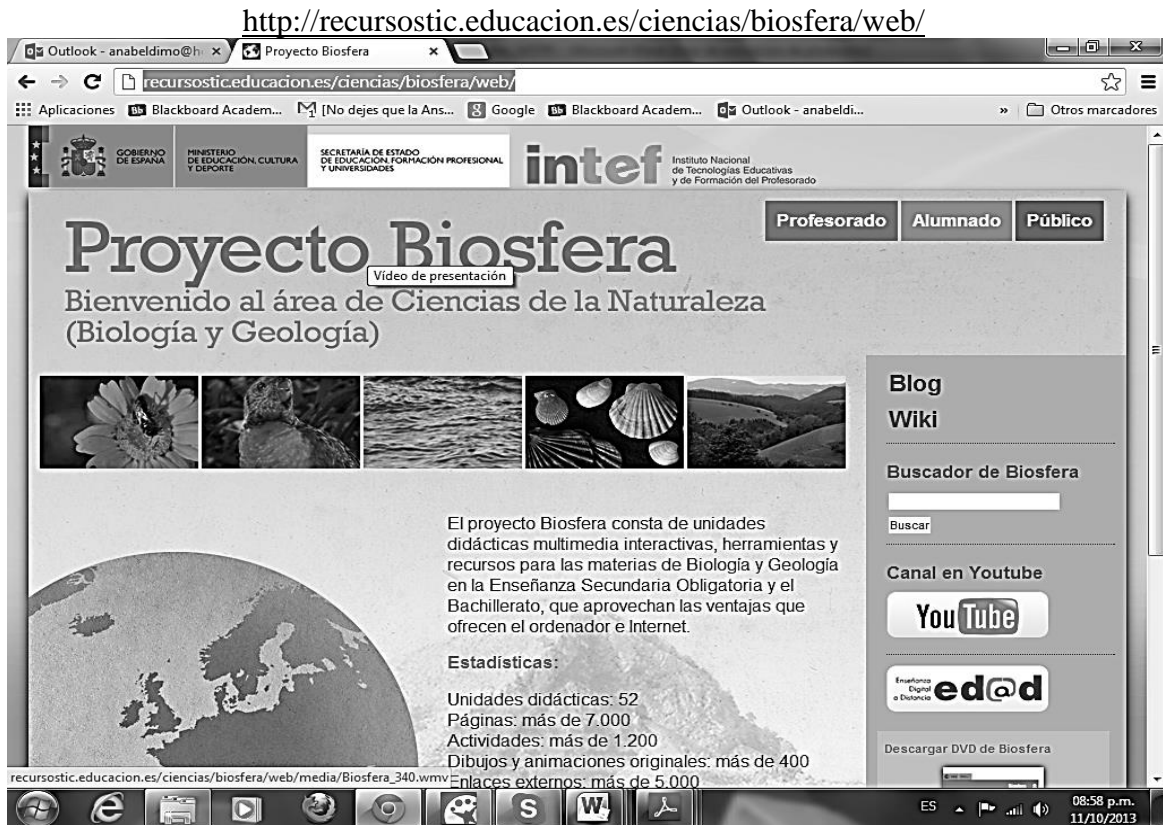 http://recursostic.educacion.es/ciencias/biosfera/web/
Outlook - anabeldimo@h
Proyecto Biosfera
recursostic.educacion.es/ciencias/biosfera/web/
Aplicaciones Bb Blackboard Academ... [No dejes que la Ans... Google Bb Blackboard Academ... Outlook - anabeldi... » Otros marcadores
GOBIERNO
DE ESPAÑA
MINISTERIO
DE EDUCACIÓN, CULTURA
Y DEPORTE
SECRETARÍA DE ESTADO
DE EDUCACIÓN, FORMACIÓN PROFESIONAL
Y UNIVERSIDADES
intef
Instituto Nacional
de Tecnologías Educativas
y de Formación del Profesorado
Profesorado Alumnado Público
Proyecto Biosfera
Vídeo de presentación
Bienvenido al área de Ciencias de la Naturaleza
(Biología y Geología)
Blog
Wiki
Buscador de Biosfera
Buscar
El proyecto Biosfera consta de unidades
didácticas multimedia interactivas, herramientas y
recursos para las materias de Biología y Geología
en la Enseñanza Secundaria Obligatoria y el
Bachillerato, que aprovechan las ventajas que
ofrecen el ordenador e Internet.
Estadísticas:
Unidades didácticas: 52
Páginas: más de 7.000
Actividades: más de 1.200
Dibujos y animaciones originales: más de 400
Enlaces externos: más de 5.000
Canal en Youtube
YouTube
Enseñanza
Digital
a Distancia
ed@d
Descargar DVD de Biosfera
recursostic.educacion.es/ciencias/biosfera/web/media/Biosfera_340.wmv
ES 08:58 p.m.
11/10/2013